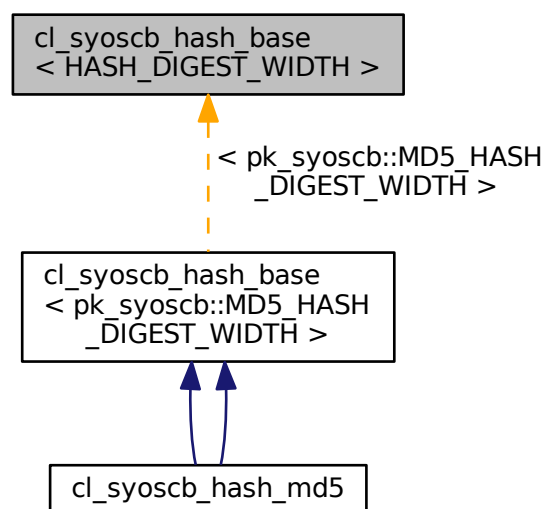 cl_syoscb_hash_base
< HASH_DIGEST_WIDTH >
< pk_syoscb::MD5_HASH
_DIGEST_WIDTH >
cl_syoscb_hash_base
< pk_syoscb::MD5_HASH
_DIGEST_WIDTH >
cl_syoscb_hash_md5